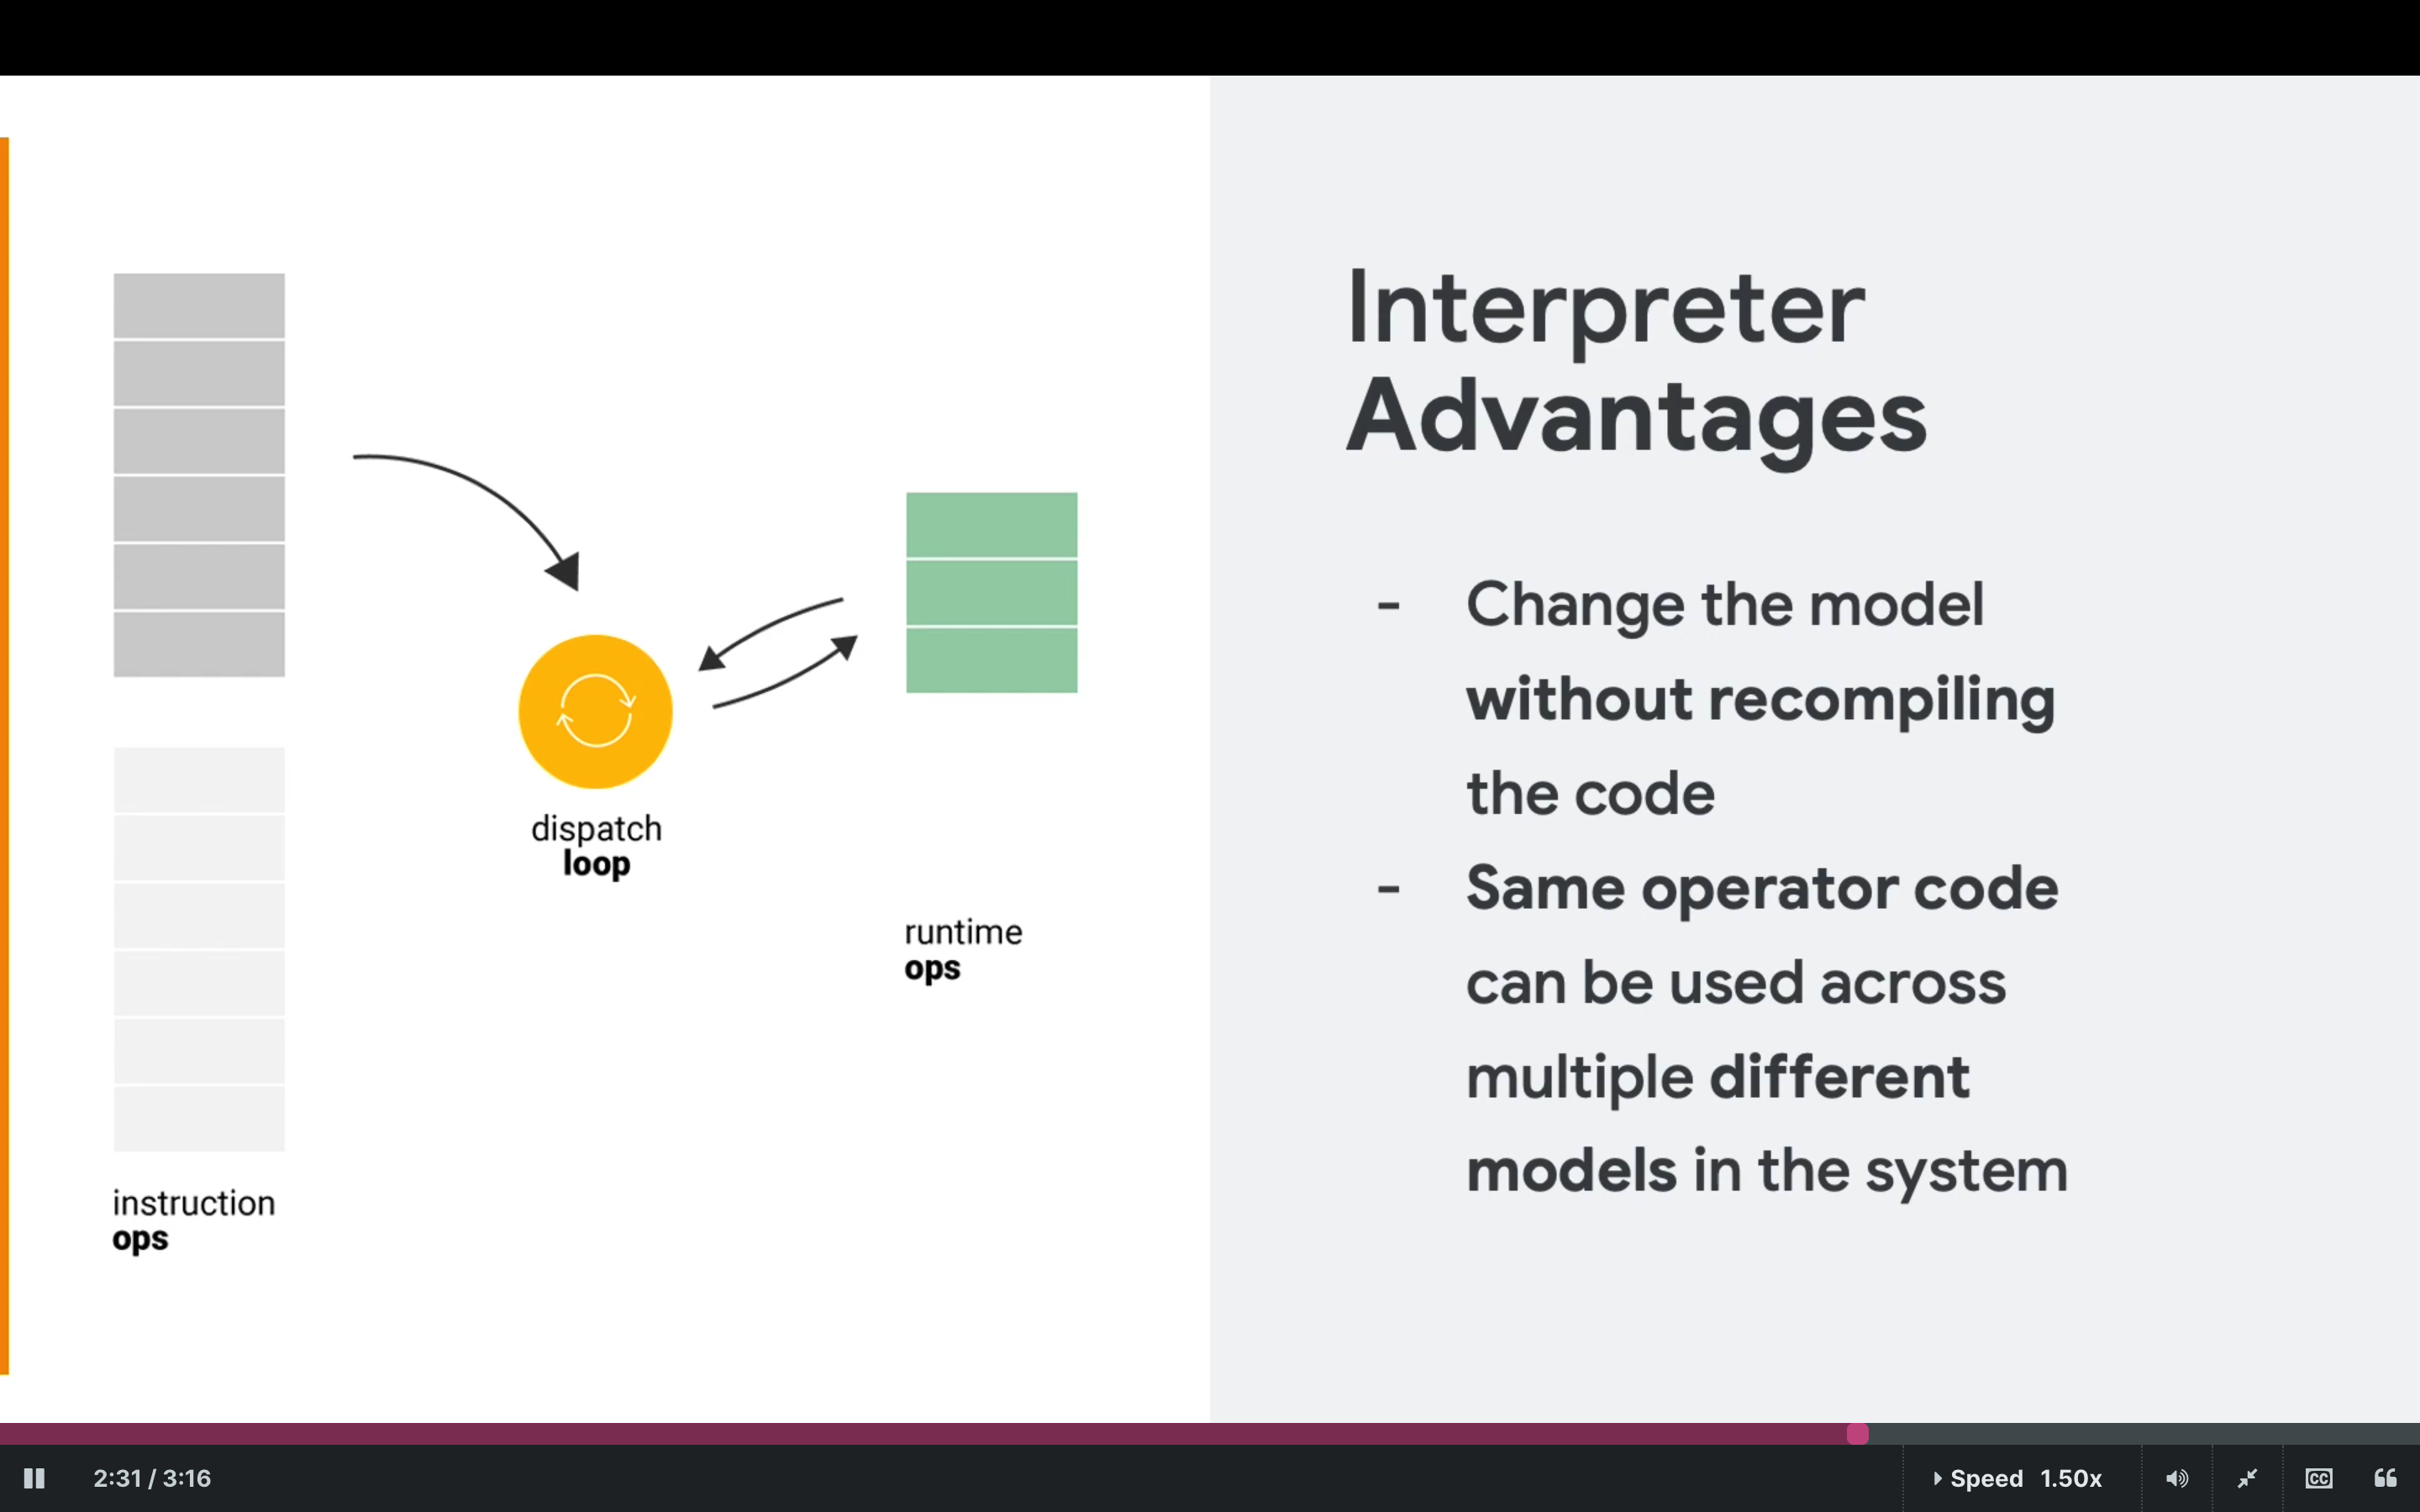 instruction
ops
dispatch
loop
runtime
ops
Interpreter
Advantages
- Change the model
without recompiling
the code
- Same operator code
can be used across
multiple different
models in the system
2:31 / 3:16
Speed 1.50x
CC